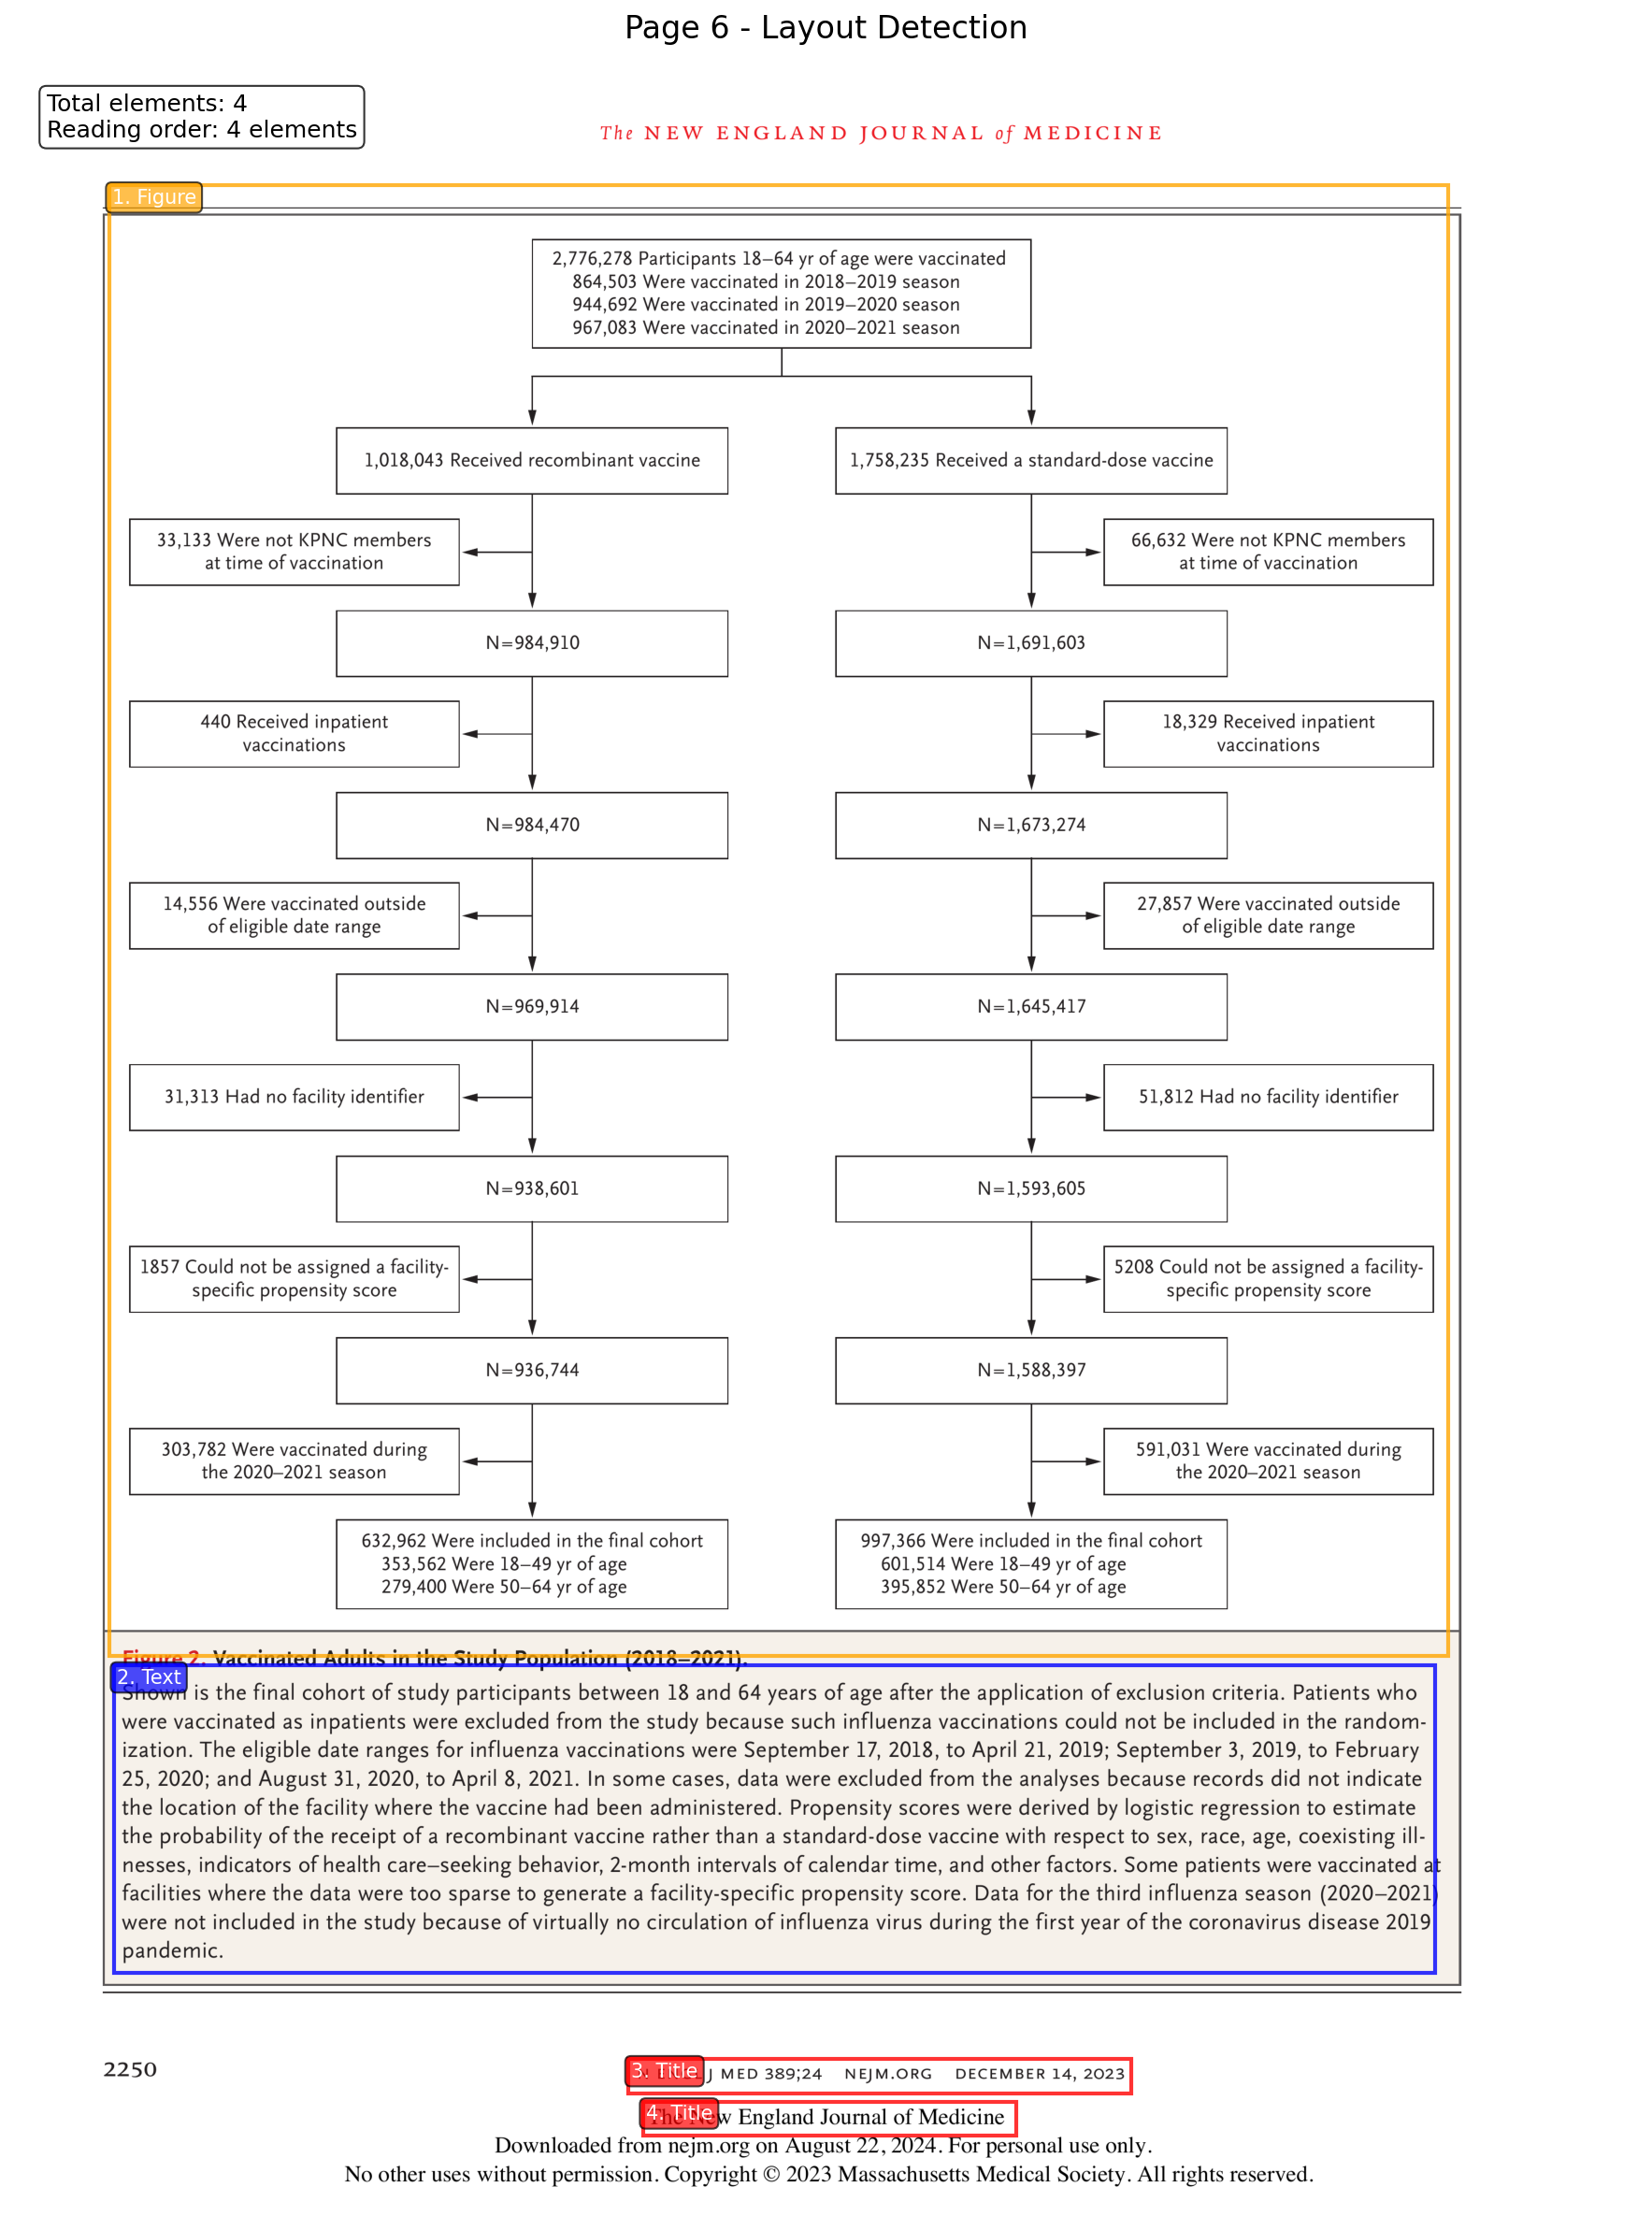 Page 6 - Layout Detection
Total elements: 4
Reading order: 4 elements
The NEW ENGLAND JOURNAL of MEDICINE
1. Figure
2,776,278 Participants 18–64 yr of age were vaccinated
864,503 Were vaccinated in 2018–2019 season
944,692 Were vaccinated in 2019–2020 season
967,083 Were vaccinated in 2020–2021 season
1,018,043 Received recombinant vaccine
1,758,235 Received a standard-dose vaccine
33,133 Were not KPNC members
at time of vaccination
66,632 Were not KPNC members
at time of vaccination
N=984,910
N=1,691,603
440 Received inpatient
vaccinations
18,329 Received inpatient
vaccinations
N=984,470
N=1,673,274
14,556 Were vaccinated outside
of eligible date range
27,857 Were vaccinated outside
of eligible date range
N=969,914
N=1,645,417
31,313 Had no facility identifier
51,812 Had no facility identifier
N=938,601
N=1,593,605
1857 Could not be assigned a facility-
specific propensity score
5208 Could not be assigned a facility-
specific propensity score
N=936,744
N=1,588,397
303,782 Were vaccinated during
the 2020–2021 season
591,031 Were vaccinated during
the 2020–2021 season
632,962 Were included in the final cohort
353,562 Were 18–49 yr of age
279,400 Were 50–64 yr of age
997,366 Were included in the final cohort
601,514 Were 18–49 yr of age
395,852 Were 50–64 yr of age
Figure 2. Vaccinated Adults in the Study Population (2018–2021).
2. Text
Shown is the final cohort of study participants between 18 and 64 years of age after the application of exclusion criteria. Patients who
were vaccinated as inpatients were excluded from the study because such influenza vaccinations could not be included in the random-
ization. The eligible date ranges for influenza vaccinations were September 17, 2018, to April 21, 2019; September 3, 2019, to February
25, 2020; and August 31, 2020, to April 8, 2021. In some cases, data were excluded from the analyses because records did not indicate
the location of the facility where the vaccine had been administered. Propensity scores were derived by logistic regression to estimate
the probability of the receipt of a recombinant vaccine rather than a standard-dose vaccine with respect to sex, race, age, coexisting ill-
nesses, indicators of health care–seeking behavior, 2-month intervals of calendar time, and other factors. Some patients were vaccinated at
facilities where the data were too sparse to generate a facility-specific propensity score. Data for the third influenza season (2020–2021)
were not included in the study because of virtually no circulation of influenza virus during the first year of the coronavirus disease 2019
pandemic.
2250
3. Title
J MED 389;24 NEJM.ORG DECEMBER 14, 2023
4. Title
The New England Journal of Medicine
Downloaded from nejm.org on August 22, 2024. For personal use only.
No other uses without permission. Copyright © 2023 Massachusetts Medical Society. All rights reserved.